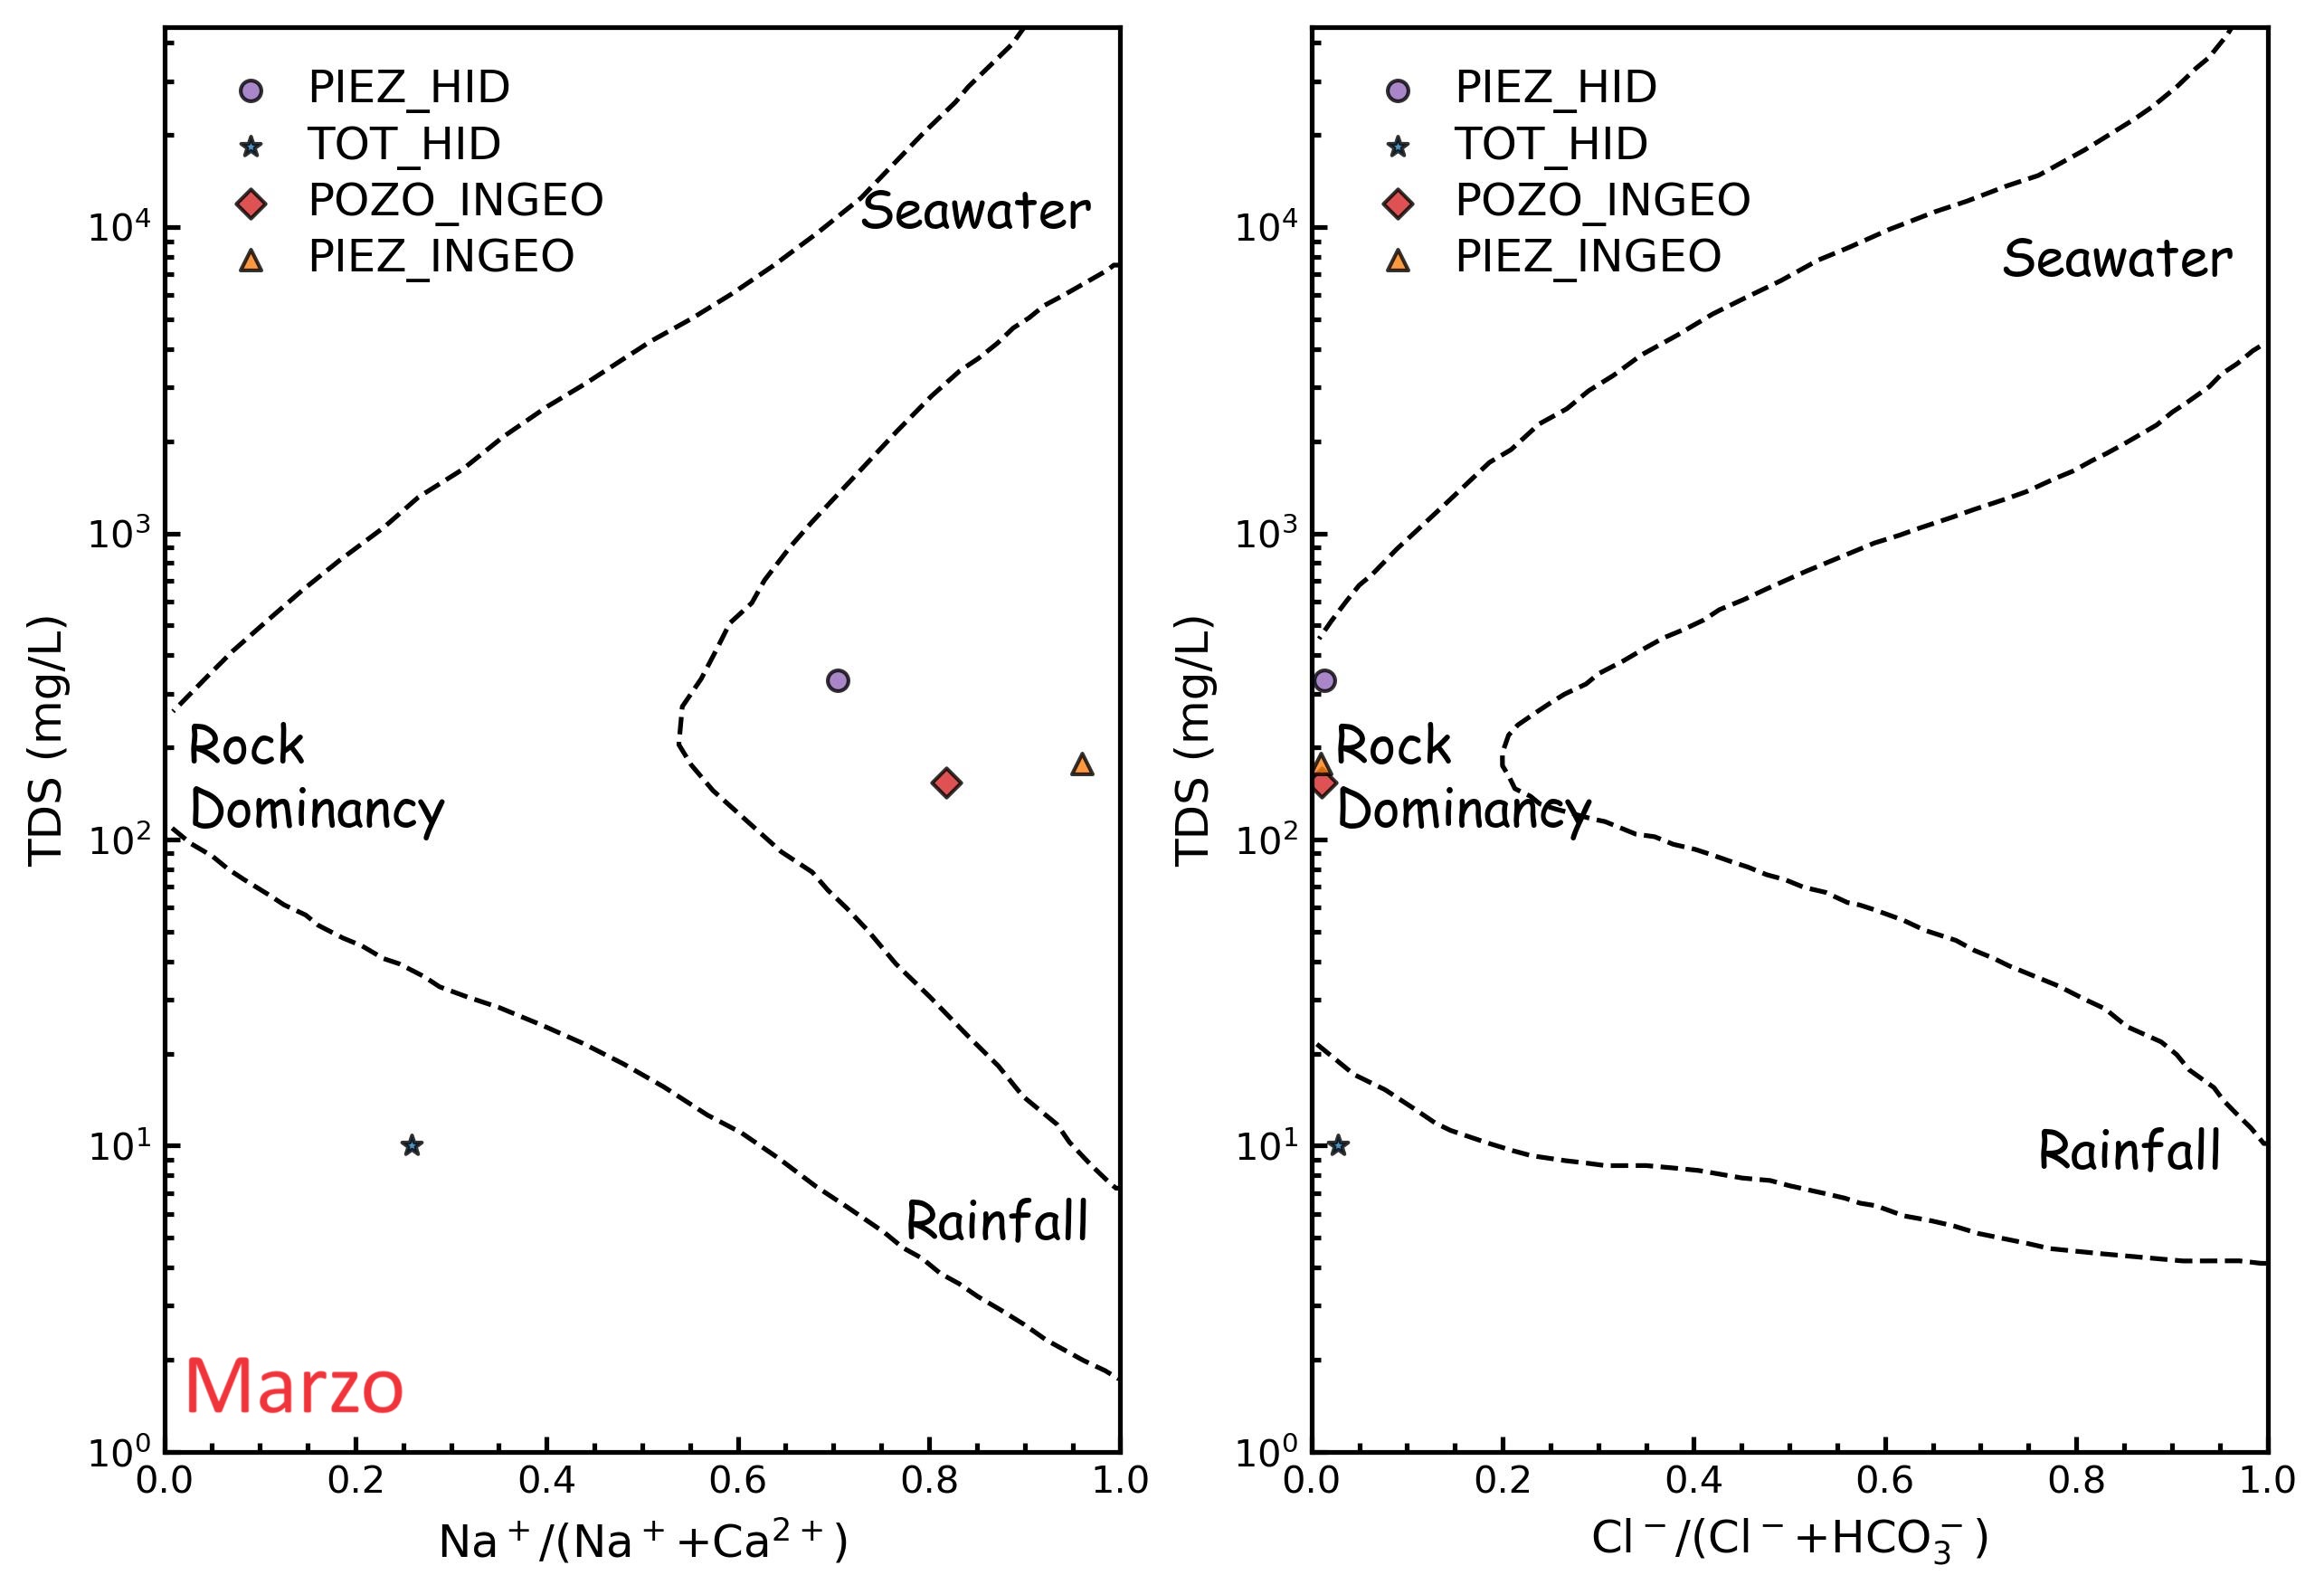 PIEZ_HID
TOT_HID
POZO_INGEO
PIEZ_INGEO
Seawater
Rock
Dominancy
Rainfall
Marzo
TDS (mg/L)
10⁴
10³
10²
10¹
10⁰
0.0 0.2 0.4 0.6 0.8 1.0
Na⁺/(Na⁺+Ca²⁺)
PIEZ_HID
TOT_HID
POZO_INGEO
PIEZ_INGEO
Seawater
Rock
Dominancy
Rainfall
TDS (mg/L)
10⁴
10³
10²
10¹
10⁰
0.0 0.2 0.4 0.6 0.8 1.0
Cl⁻/(Cl⁻+HCO₃⁻)